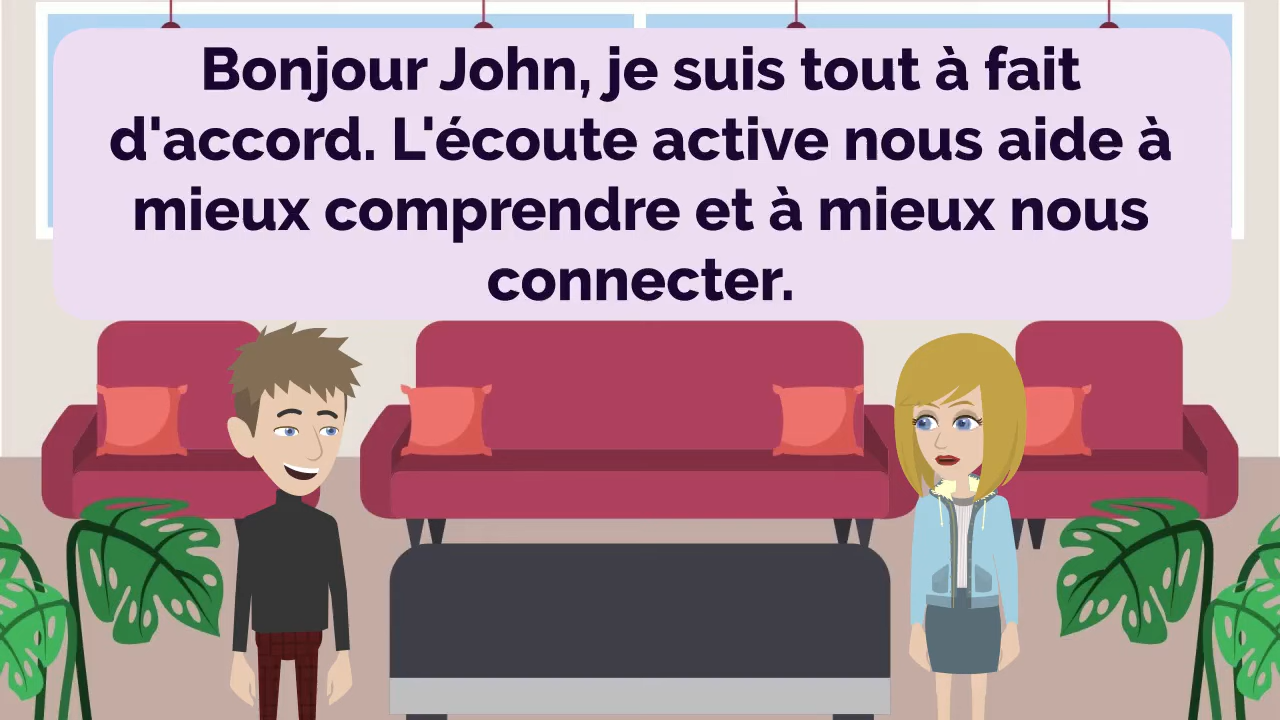 Bonjour John, je suis tout à fait
d'accord. L'écoute active nous aide à
mieux comprendre et à mieux nous
connecter.